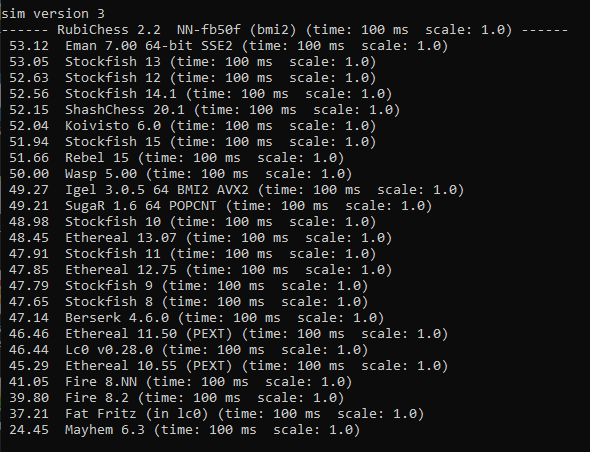 sim version 3
------ RubiChess 2.2  NN-fb50f (bmi2) (time: 100 ms  scale: 1.0) ------
 53.12  Eman 7.00 64-bit SSE2 (time: 100 ms  scale: 1.0)
 53.05  Stockfish 13 (time: 100 ms  scale: 1.0)
 52.63  Stockfish 12 (time: 100 ms  scale: 1.0)
 52.56  Stockfish 14.1 (time: 100 ms  scale: 1.0)
 52.15  ShashChess 20.1 (time: 100 ms  scale: 1.0)
 52.04  Koivisto 6.0 (time: 100 ms  scale: 1.0)
 51.94  Stockfish 15 (time: 100 ms  scale: 1.0)
 51.66  Rebel 15 (time: 100 ms  scale: 1.0)
 50.00  Wasp 5.00 (time: 100 ms  scale: 1.0)
 49.27  Igel 3.0.5 64 BMI2 AVX2 (time: 100 ms  scale: 1.0)
 49.21  SugaR 1.6 64 POPCNT (time: 100 ms  scale: 1.0)
 48.98  Stockfish 10 (time: 100 ms  scale: 1.0)
 48.45  Ethereal 13.07 (time: 100 ms  scale: 1.0)
 47.91  Stockfish 11 (time: 100 ms  scale: 1.0)
 47.85  Ethereal 12.75 (time: 100 ms  scale: 1.0)
 47.79  Stockfish 9 (time: 100 ms  scale: 1.0)
 47.65  Stockfish 8 (time: 100 ms  scale: 1.0)
 47.14  Berserk 4.6.0 (time: 100 ms  scale: 1.0)
 46.46  Ethereal 11.50 (PEXT) (time: 100 ms  scale: 1.0)
 46.44  Lc0 v0.28.0 (time: 100 ms  scale: 1.0)
 45.29  Ethereal 10.55 (PEXT) (time: 100 ms  scale: 1.0)
 41.05  Fire 8.NN (time: 100 ms  scale: 1.0)
 39.80  Fire 8.2 (time: 100 ms  scale: 1.0)
 37.21  Fat Fritz (in lc0) (time: 100 ms  scale: 1.0)
 24.45  Mayhem 6.3 (time: 100 ms  scale: 1.0)